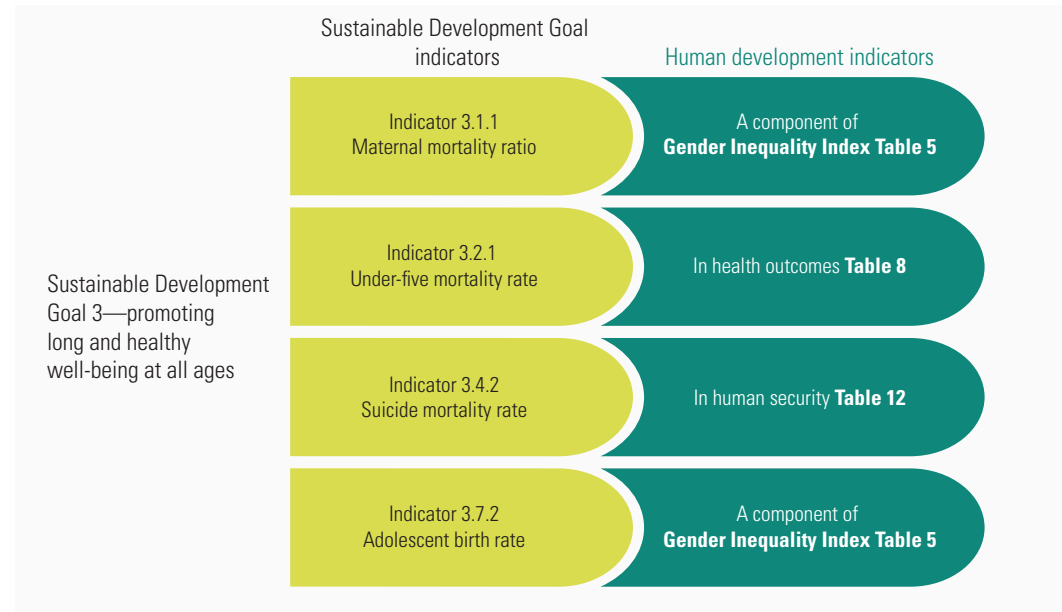 Sustainable Development Goal
indicators
Human development indicators
Sustainable Development
Goal 3—promoting
long and healthy
well-being at all ages
Indicator 3.1.1
Maternal mortality ratio
A component of
Gender Inequality Index Table 5
Indicator 3.2.1
Under-five mortality rate
In health outcomes Table 8
Indicator 3.4.2
Suicide mortality rate
In human security Table 12
Indicator 3.7.2
Adolescent birth rate
A component of
Gender Inequality Index Table 5